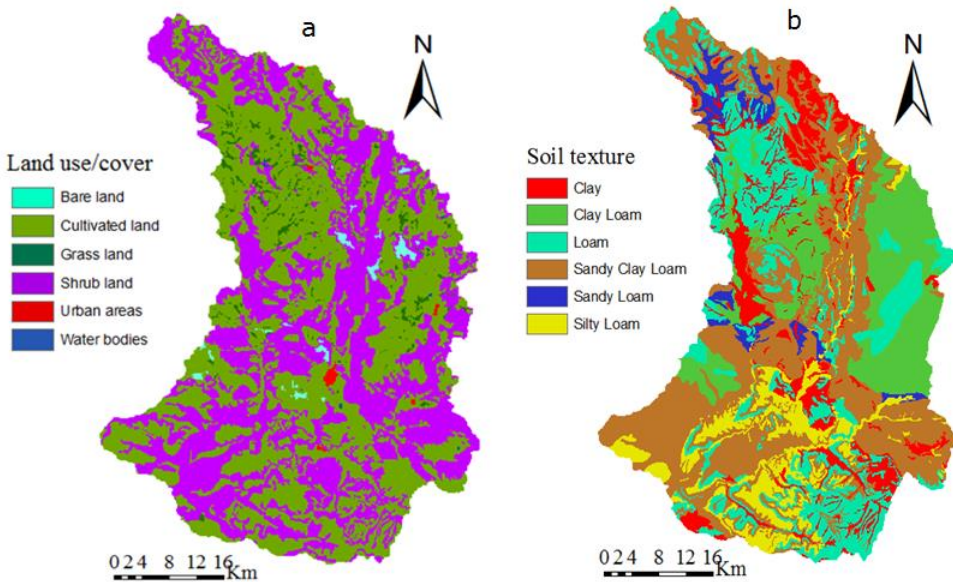 a
N
Land use/cover
Bare land
Cultivated land
Grass land
Shrub land
Urban areas
Water bodies
0 2 4 8 12 16
Km
b
N
Soil texture
Clay
Clay Loam
Loam
Sandy Clay Loam
Sandy Loam
Silty Loam
0 2 4 8 12 16
Km